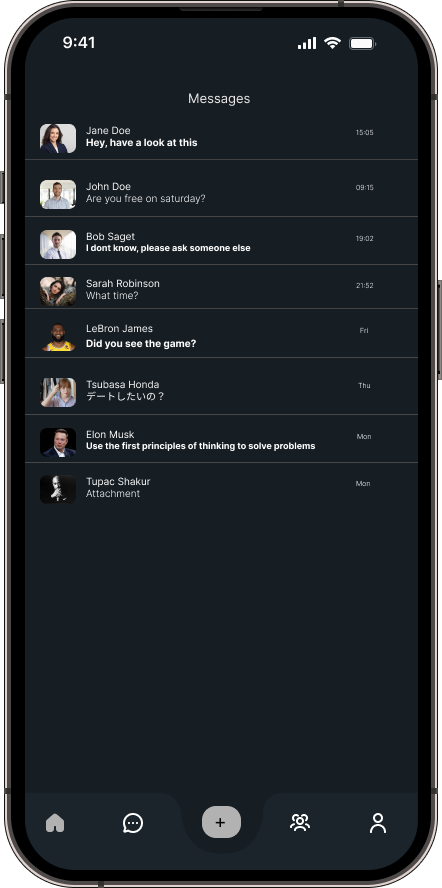 9:41
Messages
Jane Doe
15:05
Hey, have a look at this
John Doe
09:15
Are you free on saturday?
Bob Saget
19:02
I dont know, please ask someone else
Sarah Robinson
21:52
What time?
LeBron James
Fri
Did you see the game?
Tsubasa Honda
Thu
デートしたいの？
Elon Musk
Mon
Use the first principles of thinking to solve problems
Tupac Shakur
Mon
Attachment
+